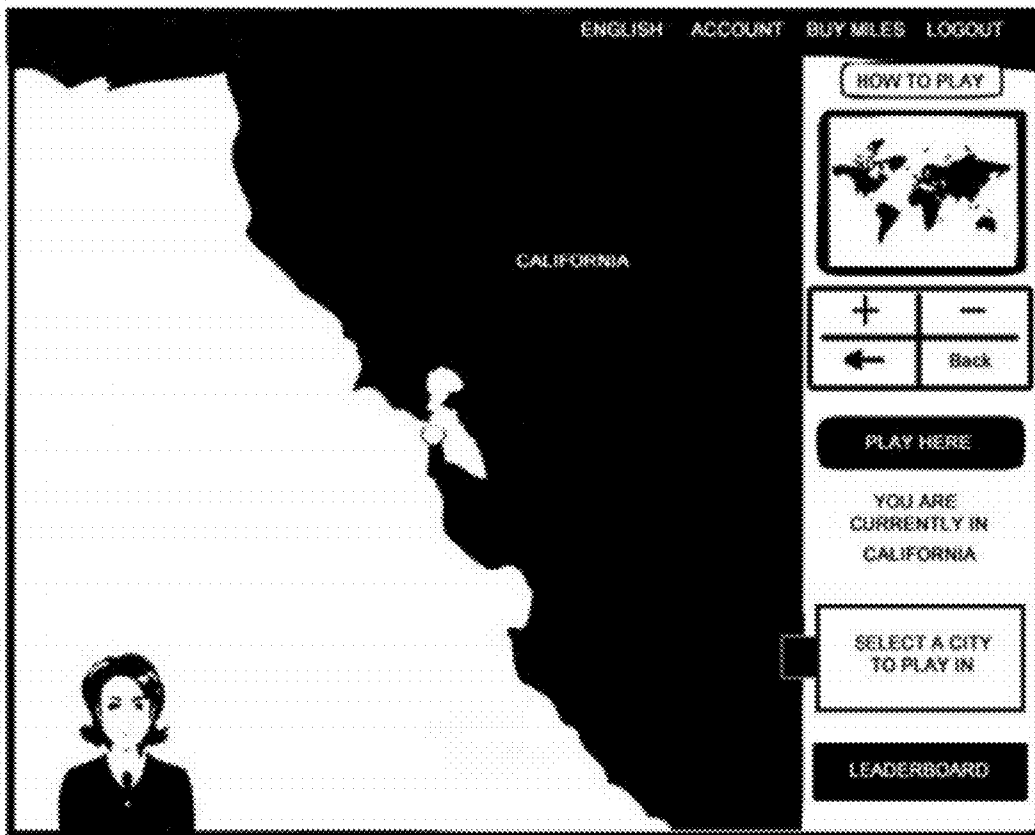 ENGLISH ACCOUNT BUY MILES LOGOUT
HOW TO PLAY
CALIFORNIA
+ −
← Back
PLAY HERE
YOU ARE
CURRENTLY IN
CALIFORNIA
SELECT A CITY
TO PLAY IN
LEADERBOARD